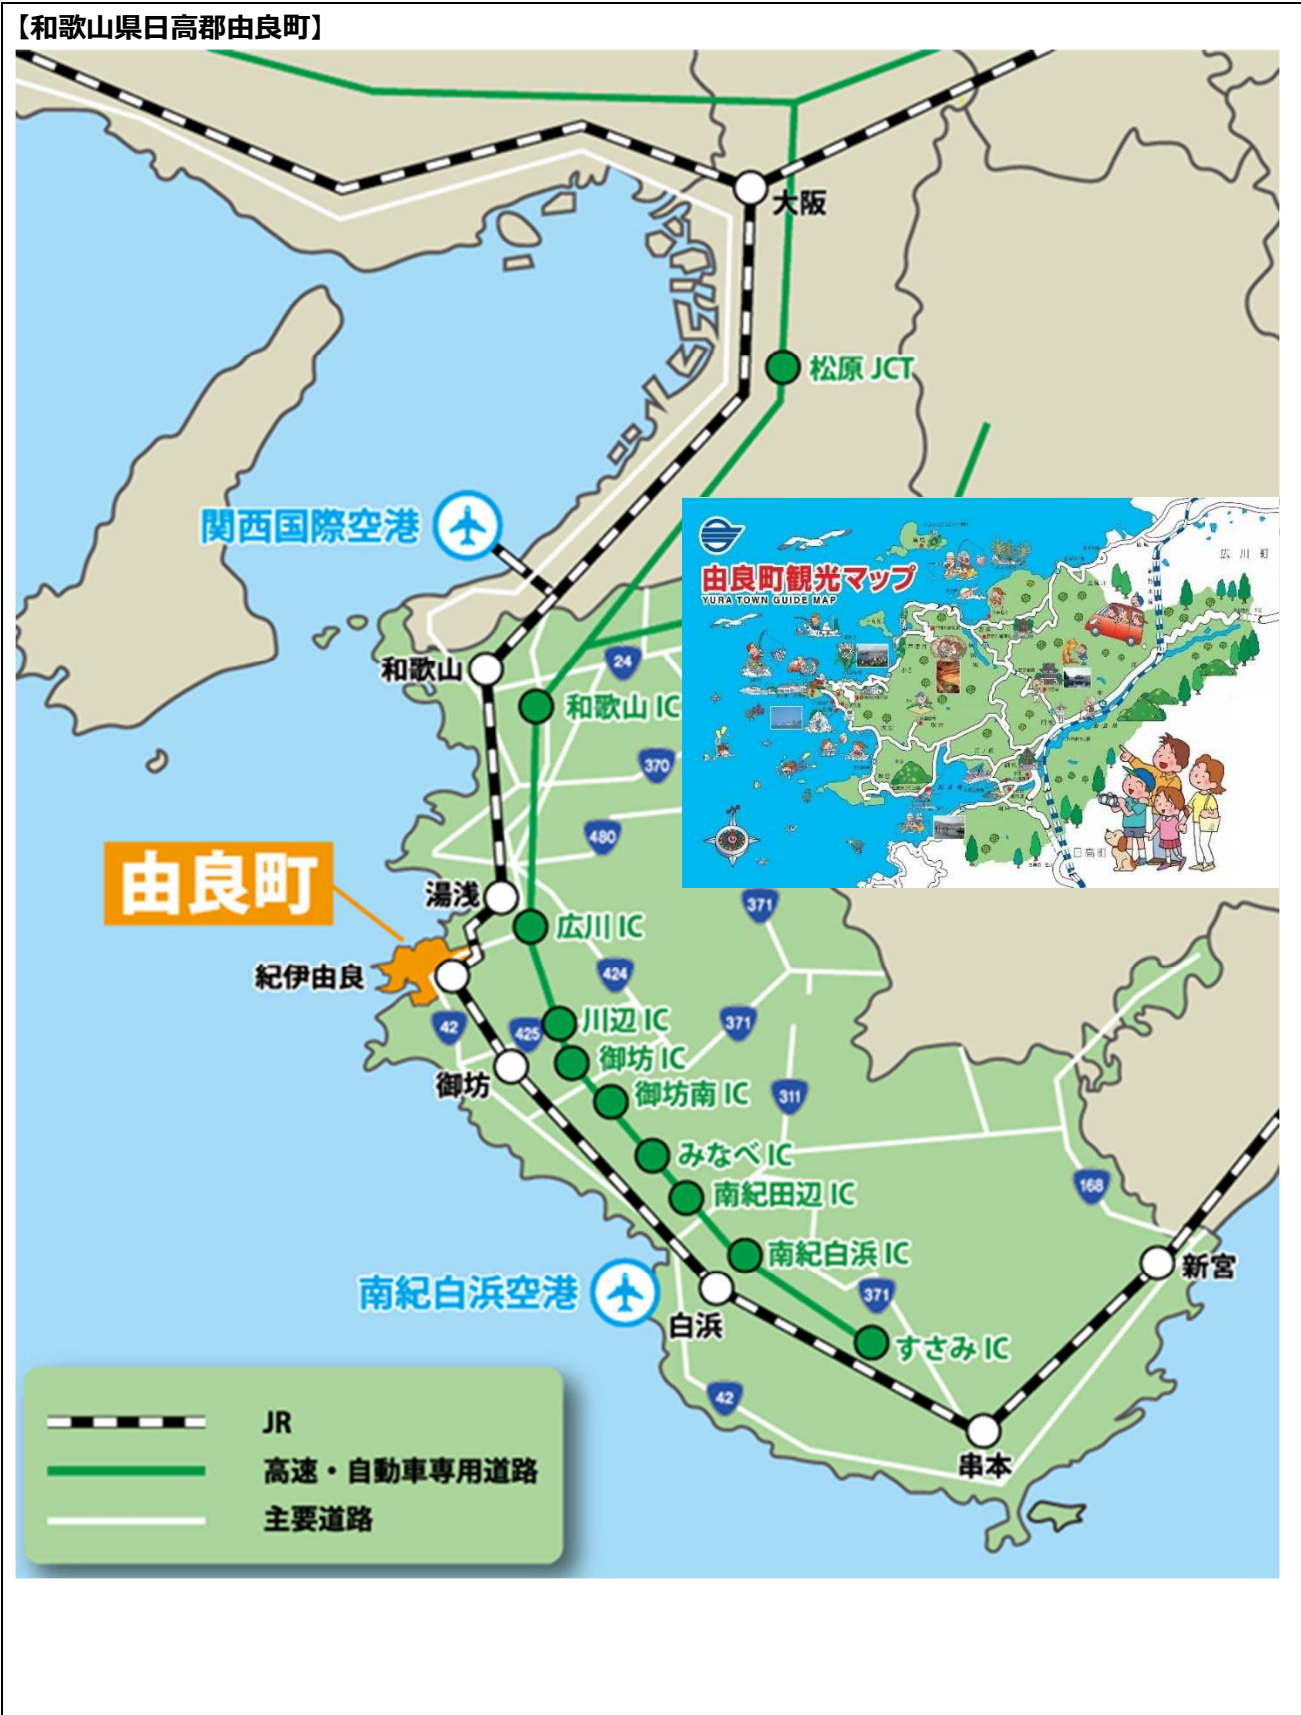 【和歌山県日高郡由良町】
大阪
松原 JCT
関西国際空港
由良町観光マップ
YURA TOWN GUIDE MAP
広川町
和歌山
24
和歌山 IC
370
480
由良町
湯浅
371
広川 IC
日高町
紀伊由良
424
42
425
川辺 IC
371
御坊
御坊 IC
御坊南 IC
311
みなべ IC
南紀田辺 IC
168
南紀白浜 IC
新宮
南紀白浜空港
白浜
371
すさみ IC
42
串本
JR
高速・自動車専用道路
主要道路